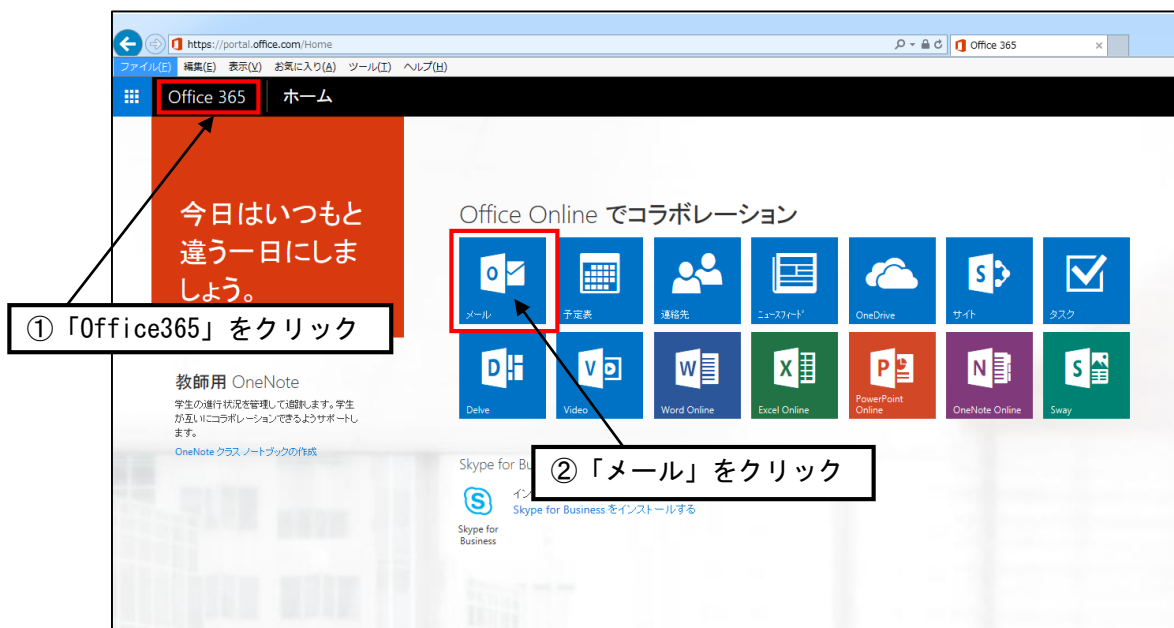 https://portal.office.com/Home
Office 365
ファイル(E) 編集(E) 表示(V) お気に入り(A) ツール(T) ヘルプ(H)
Office 365 ホーム
今日はいつもと
違う一日にしま
しょう。
①「Office365」をクリック
教師用 OneNote
学生の進行状況を管理して追跡します。学生
が互いにコラボレーションできるようサポートし
ます。
OneNote クラス ノートブックの作成
Office Online でコラボレーション
メール 予定表 連絡先 ニュースフィード OneDrive サイト タスク
Delve Video Word Online Excel Online PowerPoint Online OneNote Online Sway
②「メール」をクリック
Skype for Bu
イン
Skype for Business をインストールする
Skype for
Business